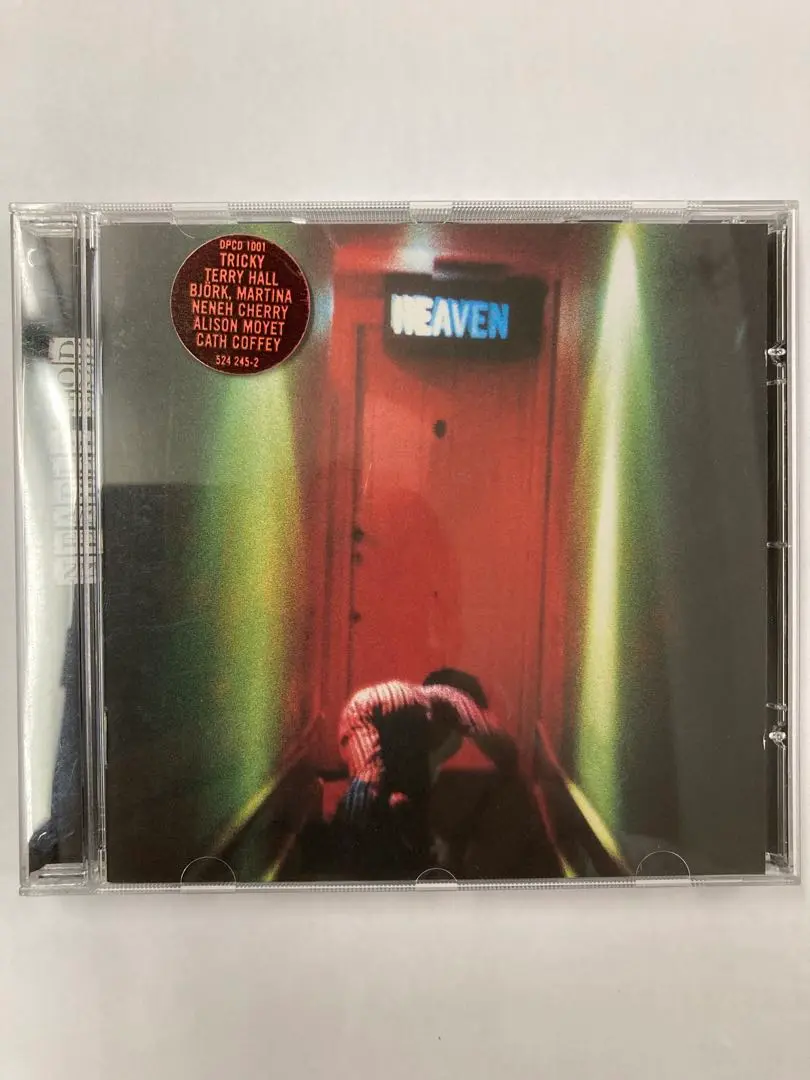 DPCD 1001
TRICKY
TERRY HALL
BJÖRK, MARTINA
NENEH CHERRY
ALISON MOYET
CATH COFFEY
524 245-2
HEAVEN